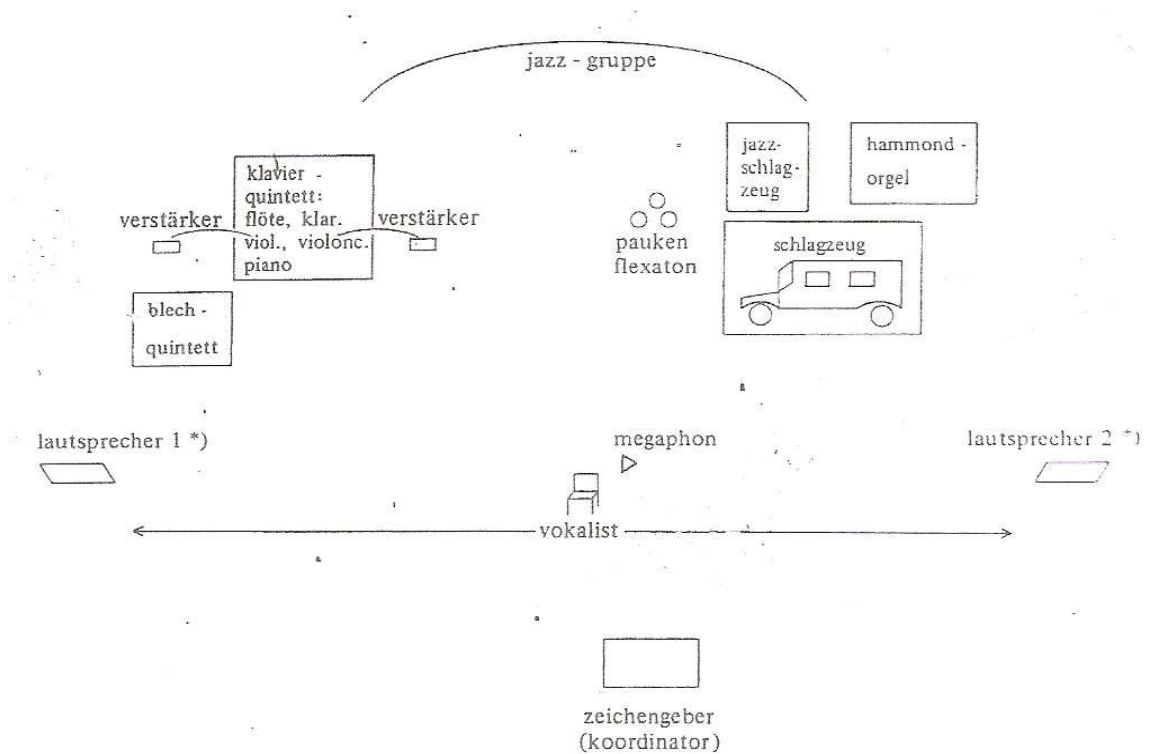 jazz - gruppe
jazz-
schlag-
zeug
hammond -
orgel
klavier -
quintett:
flöte, klar.
viol., violonc.
piano
verstärker
verstärker
pauken
flexaton
schlagzeug
blech -
quintett
lautsprecher 1 *)
megaphon
lautsprecher 2 *)
vokalist
zeichengeber
(koordinator)